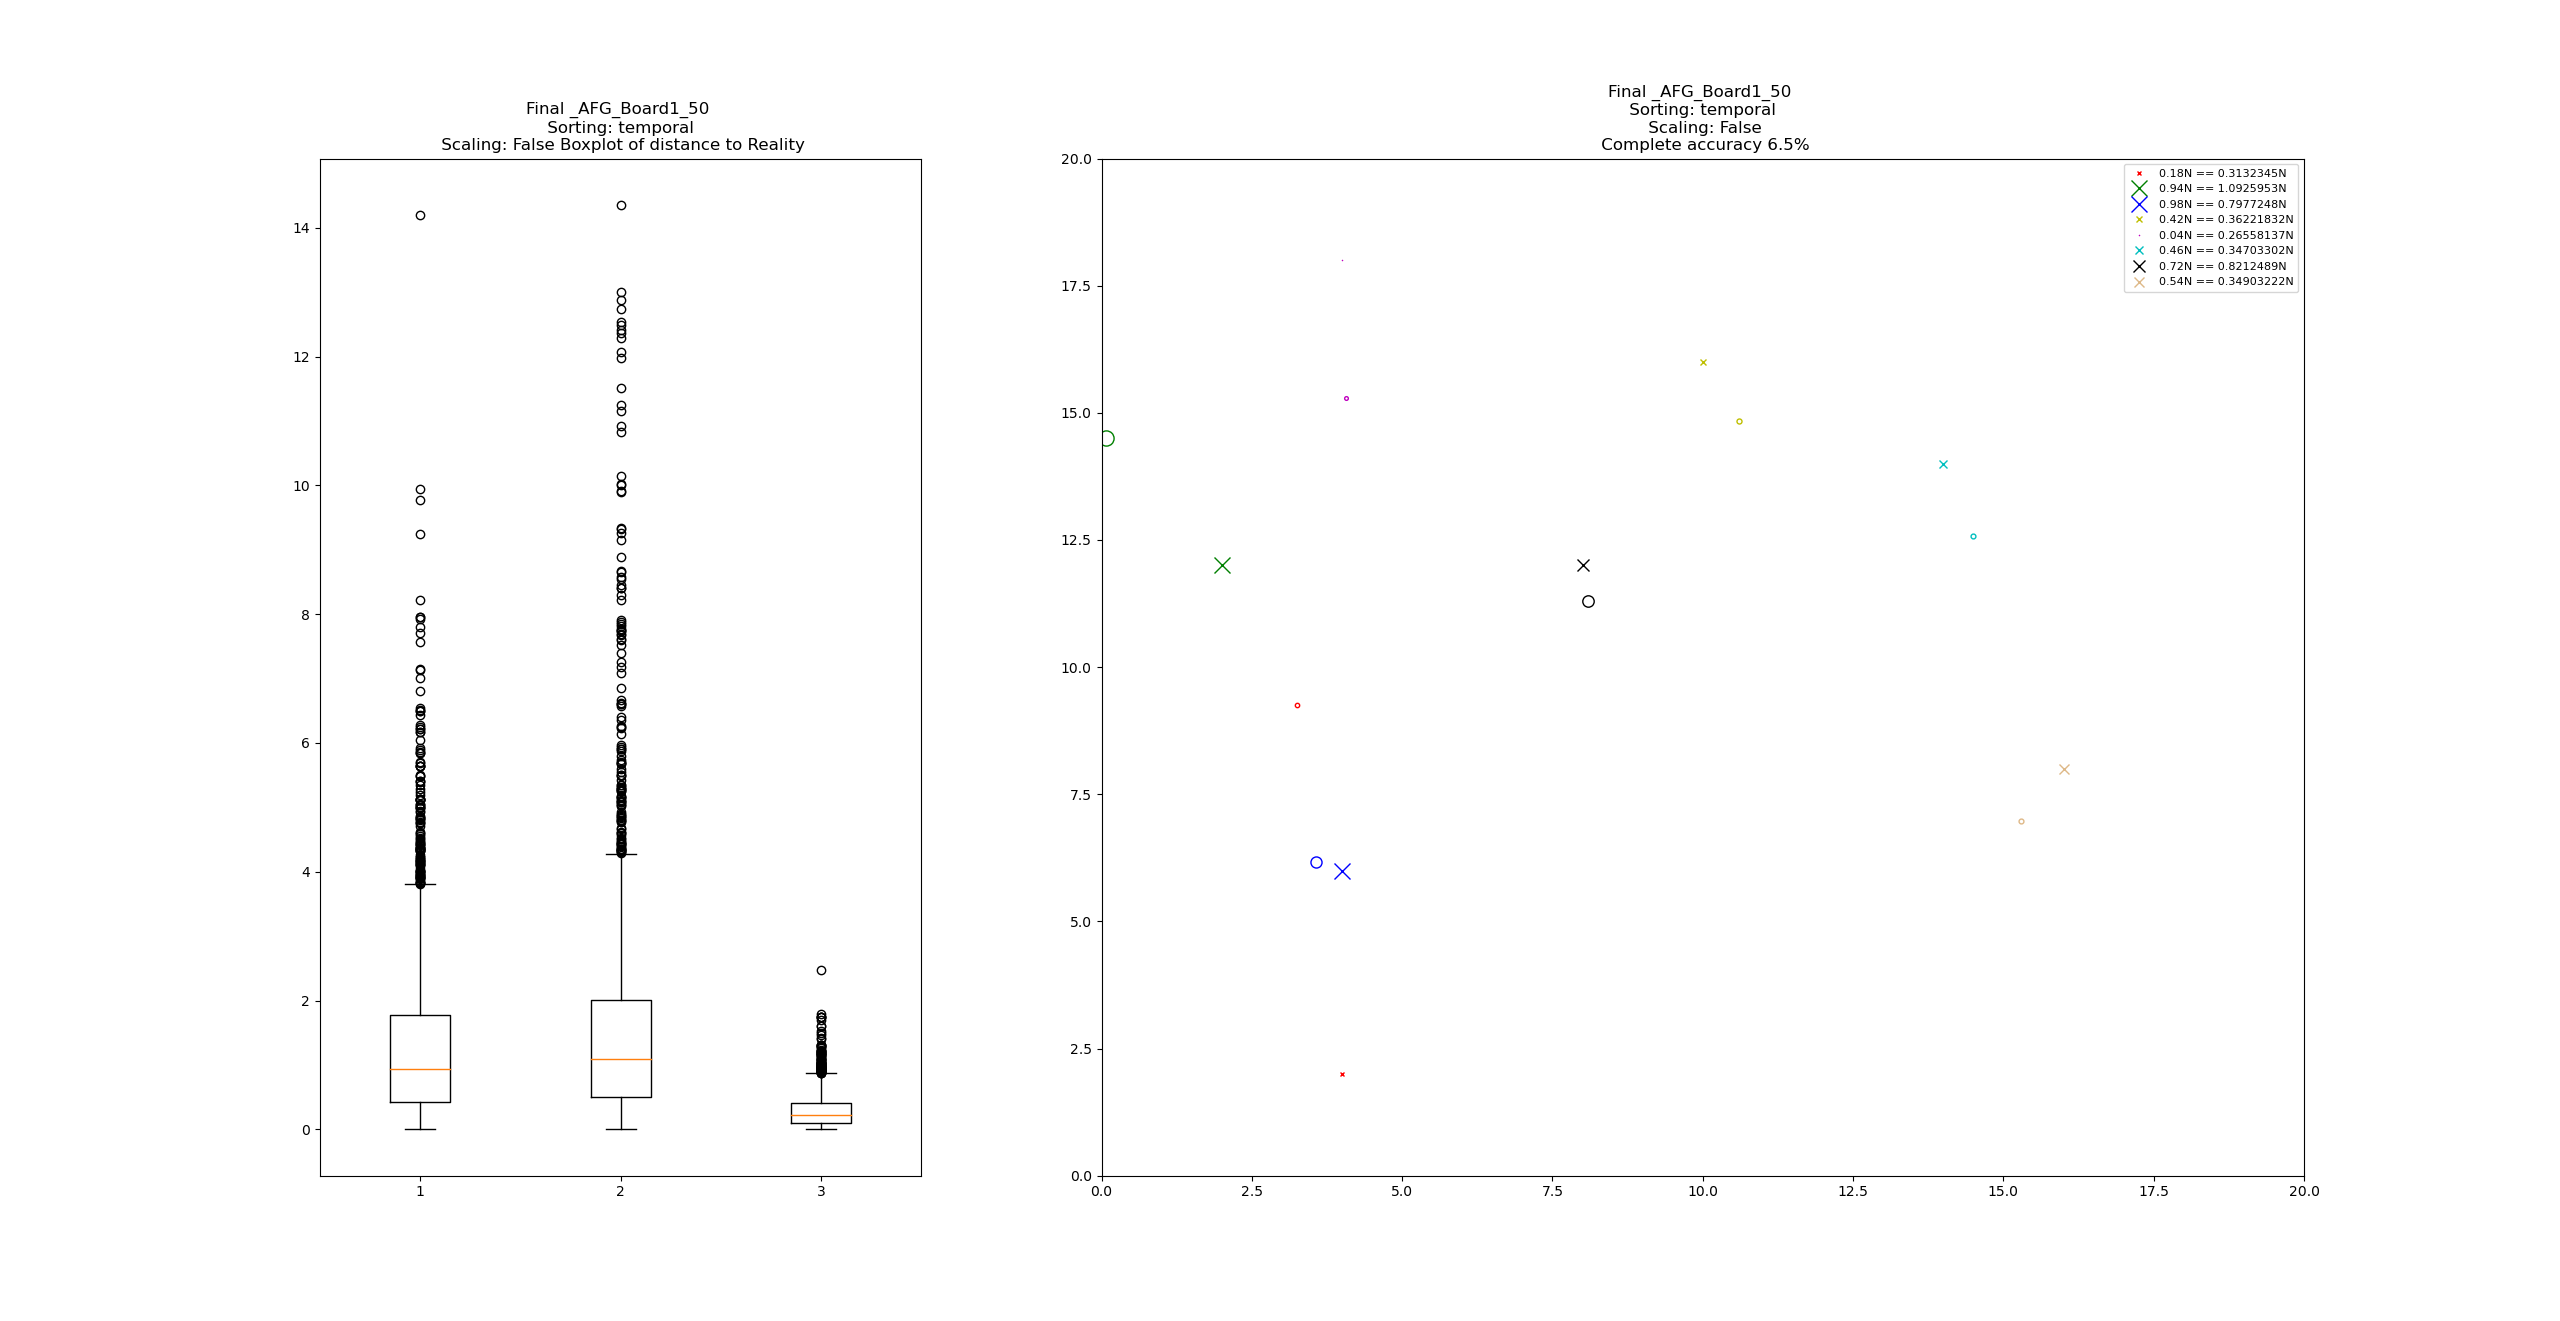 Final _AFG_Board1_50
Sorting: temporal
Scaling: False Boxplot of distance to Reality
14
12
10
8
6
4
2
0
1
2
3
Final _AFG_Board1_50
Sorting: temporal
Scaling: False
Complete accuracy 6.5%
20.0
17.5
15.0
12.5
10.0
7.5
5.0
2.5
0.0
0.0
2.5
5.0
7.5
10.0
12.5
15.0
17.5
20.0
0.18N == 0.3132345N
0.94N == 1.0925953N
0.98N == 0.7977248N
0.42N == 0.36221832N
0.04N == 0.26558137N
0.46N == 0.34703302N
0.72N == 0.8212489N
0.54N == 0.34903222N